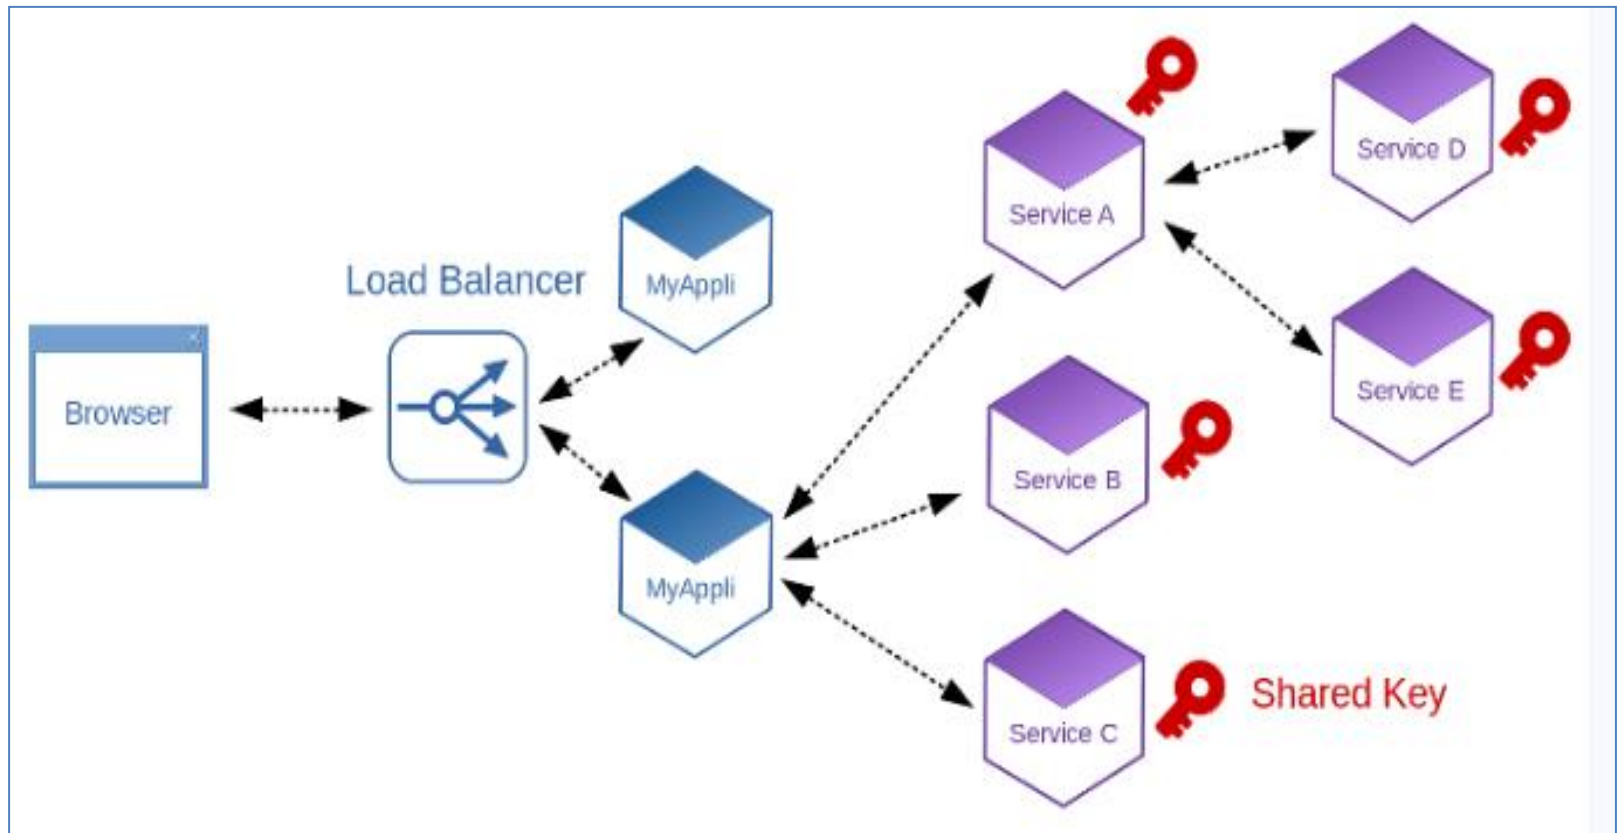 Service D
Service A
Load Balancer
MyAppli
Browser
Service E
Service B
MyAppli
Service C
Shared Key